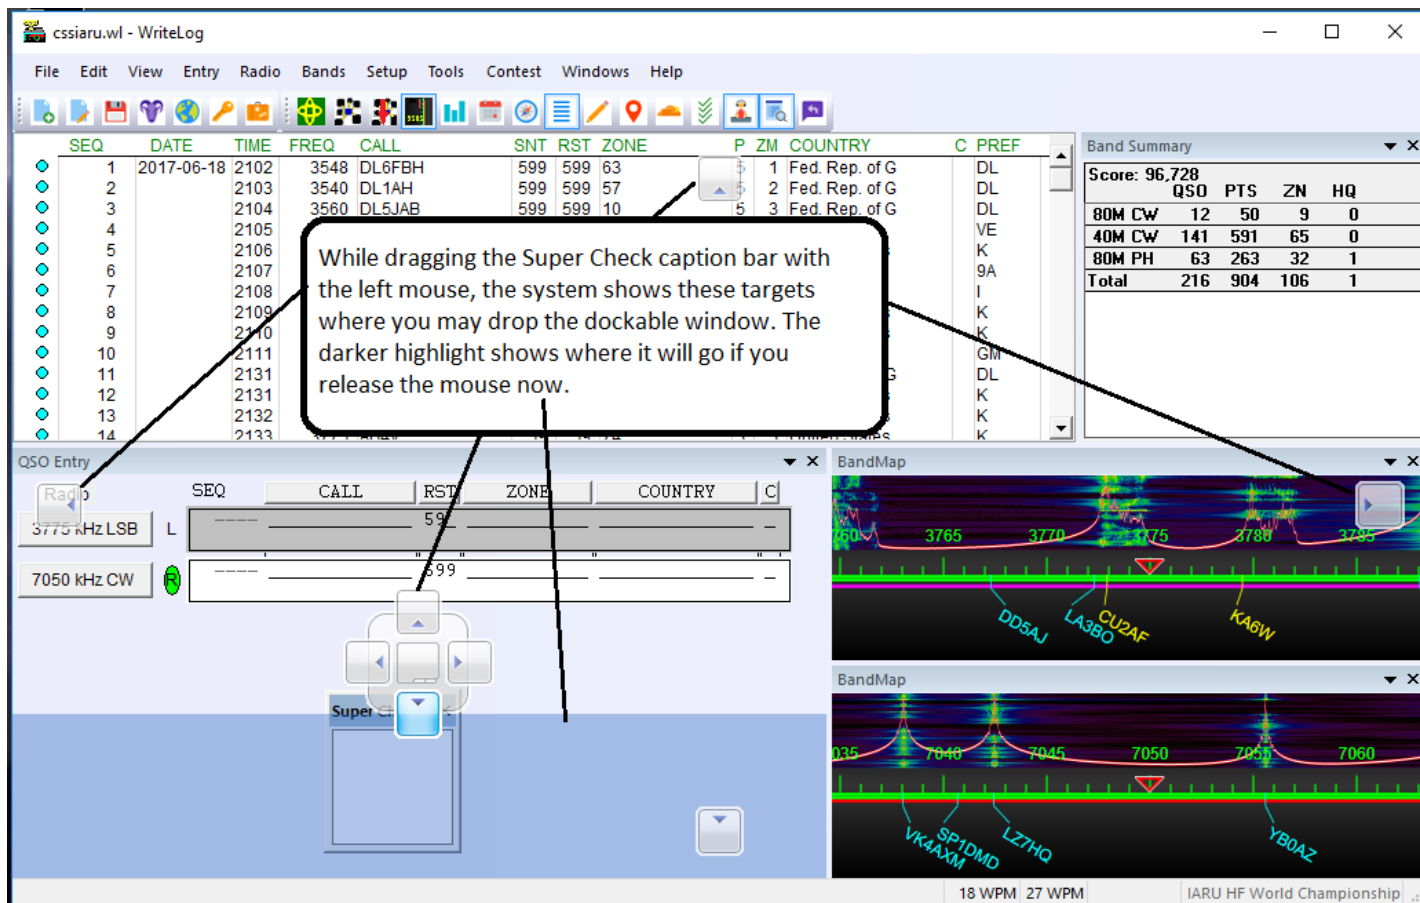 cssiaru.wl - WriteLog
File Edit View Entry Radio Bands Setup Tools Contest Windows Help
SEQ DATE TIME FREQ CALL SNT RST ZONE P ZM COUNTRY C PREF
1 2017-06-18 2102 3548 DL6FBH 599 599 63 5 1 Fed. Rep. of G DL
2 2103 3540 DL1AH 599 599 57 2 Fed. Rep. of G DL
3 2104 3560 DL5JAB 599 599 10 5 3 Fed. Rep. of G DL
4 2105 VE
5 2106 K
6 2107 9A
7 2108 I
8 2109 K
9 2110 K
10 2111 GM
11 2131 G DL
12 2131 K
13 2132 K
14 2133 K
While dragging the Super Check caption bar with
the left mouse, the system shows these targets
where you may drop the dockable window. The
darker highlight shows where it will go if you
release the mouse now.
Band Summary
Score: 96,728
QSO PTS ZN HQ
80M CW 12 50 9 0
40M CW 141 591 65 0
80M PH 63 263 32 1
Total 216 904 106 1
QSO Entry
Radio SEQ CALL RST ZONE COUNTRY C
3775 kHz LSB L 59
7050 kHz CW R 599
Super
BandMap
3765 3770 3775 3780 3785
DD5AJ LA3BO CU2AF KA6W
BandMap
035 7040 7045 7050 7055 7060
VK4AXM SP1DMD LZ7HQ YB0AZ
18 WPM 27 WPM IARU HF World Championship